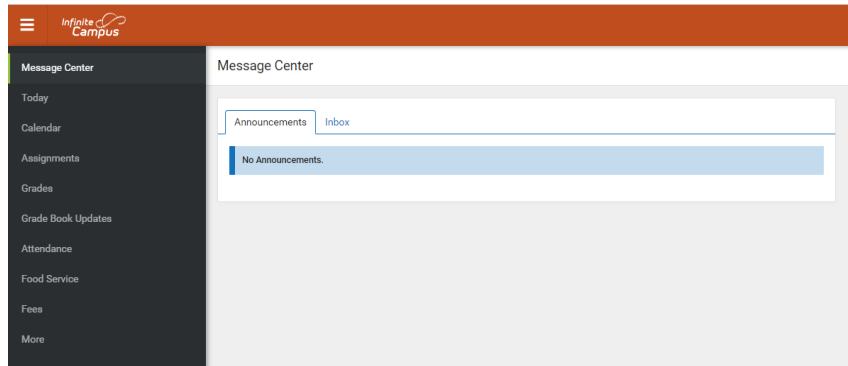 Infinite
Campus
Message Center
Message Center
Today
Calendar
Assignments
Grades
Grade Book Updates
Attendance
Food Service
Fees
More
Announcements Inbox
No Announcements.